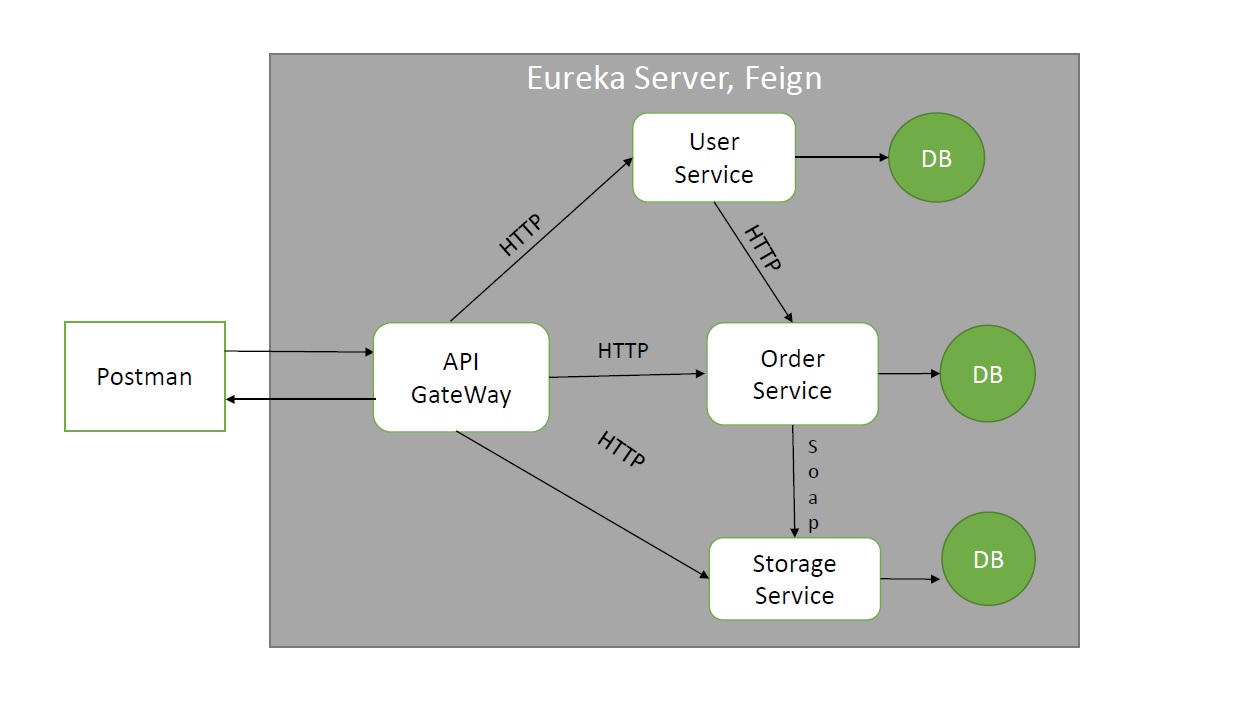 Eureka Server, Feign
User
Service
DB
HTTP
HTTP
Postman
API
GateWay
HTTP
Order
Service
DB
HTTP
S
o
a
p
Storage
Service
DB